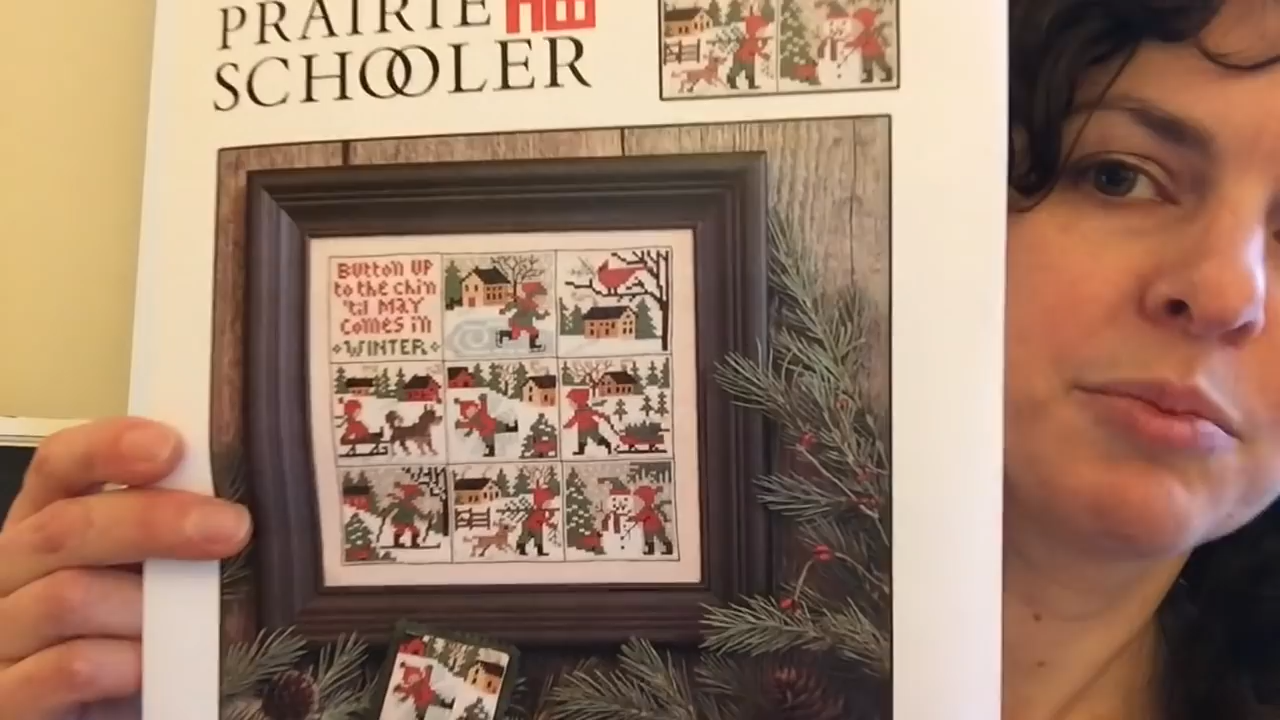 PRAIRIE
SCHOOLER
BUTTON UP
to the chin
'til MAY
comes in
WINTER